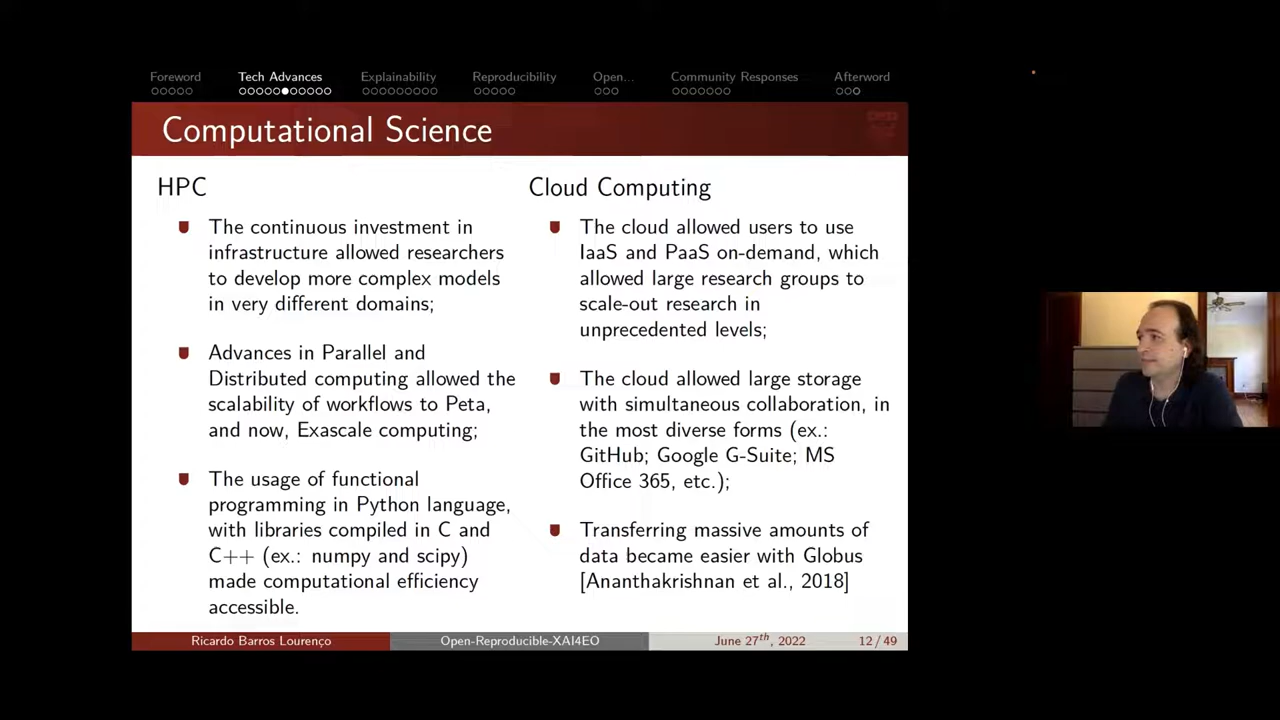 Foreword Tech Advances Explainability Reproducibility Open... Community Responses Afterword
Computational Science
HPC
The continuous investment in
infrastructure allowed researchers
to develop more complex models
in very different domains;
Advances in Parallel and
Distributed computing allowed the
scalability of workflows to Peta,
and now, Exascale computing;
The usage of functional
programming in Python language,
with libraries compiled in C and
C++ (ex.: numpy and scipy)
made computational efficiency
accessible.
Cloud Computing
The cloud allowed users to use
IaaS and PaaS on-demand, which
allowed large research groups to
scale-out research in
unprecedented levels;
The cloud allowed large storage
with simultaneous collaboration, in
the most diverse forms (ex.:
GitHub; Google G-Suite; MS
Office 365, etc.);
Transferring massive amounts of
data became easier with Globus
[Ananthakrishnan et al., 2018]
Ricardo Barros Lourenço Open-Reproducible-XAI4EO June 27th, 2022 12 / 49